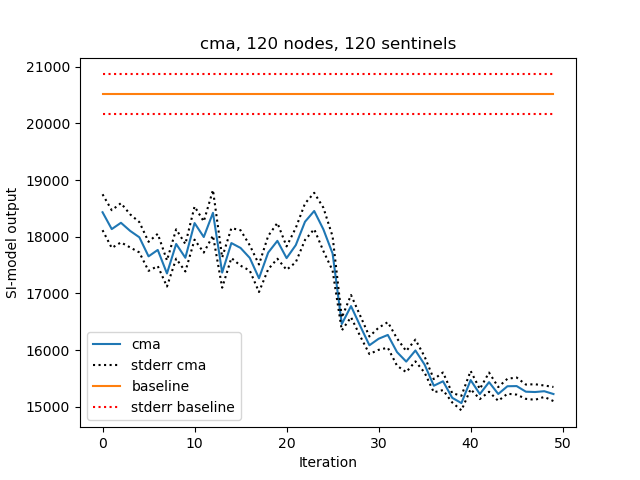 cma, 120 nodes, 120 sentinels
21000
20000
19000
18000
17000
16000
15000
SI-model output
cma
stderr cma
baseline
stderr baseline
0 10 20 30 40 50
Iteration